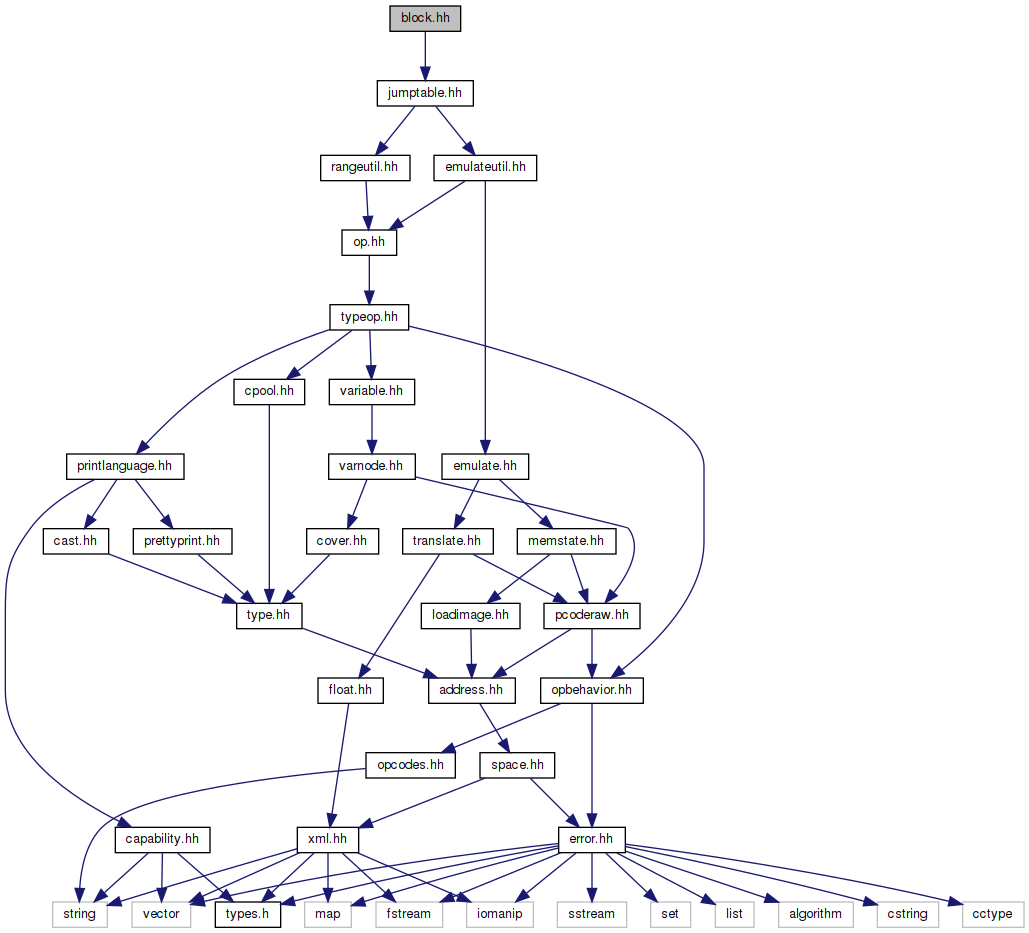 block.hh
jumptable.hh
rangeutil.hh
emulateutil.hh
op.hh
typeop.hh
cpool.hh
variable.hh
printlanguage.hh
varnode.hh
emulate.hh
cast.hh
prettyprint.hh
cover.hh
translate.hh
memstate.hh
type.hh
loadimage.hh
pcoderaw.hh
float.hh
address.hh
opbehavior.hh
opcodes.hh
space.hh
capability.hh
xml.hh
error.hh
string
vector
types.h
map
fstream
iomanip
sstream
set
list
algorithm
cstring
cctype